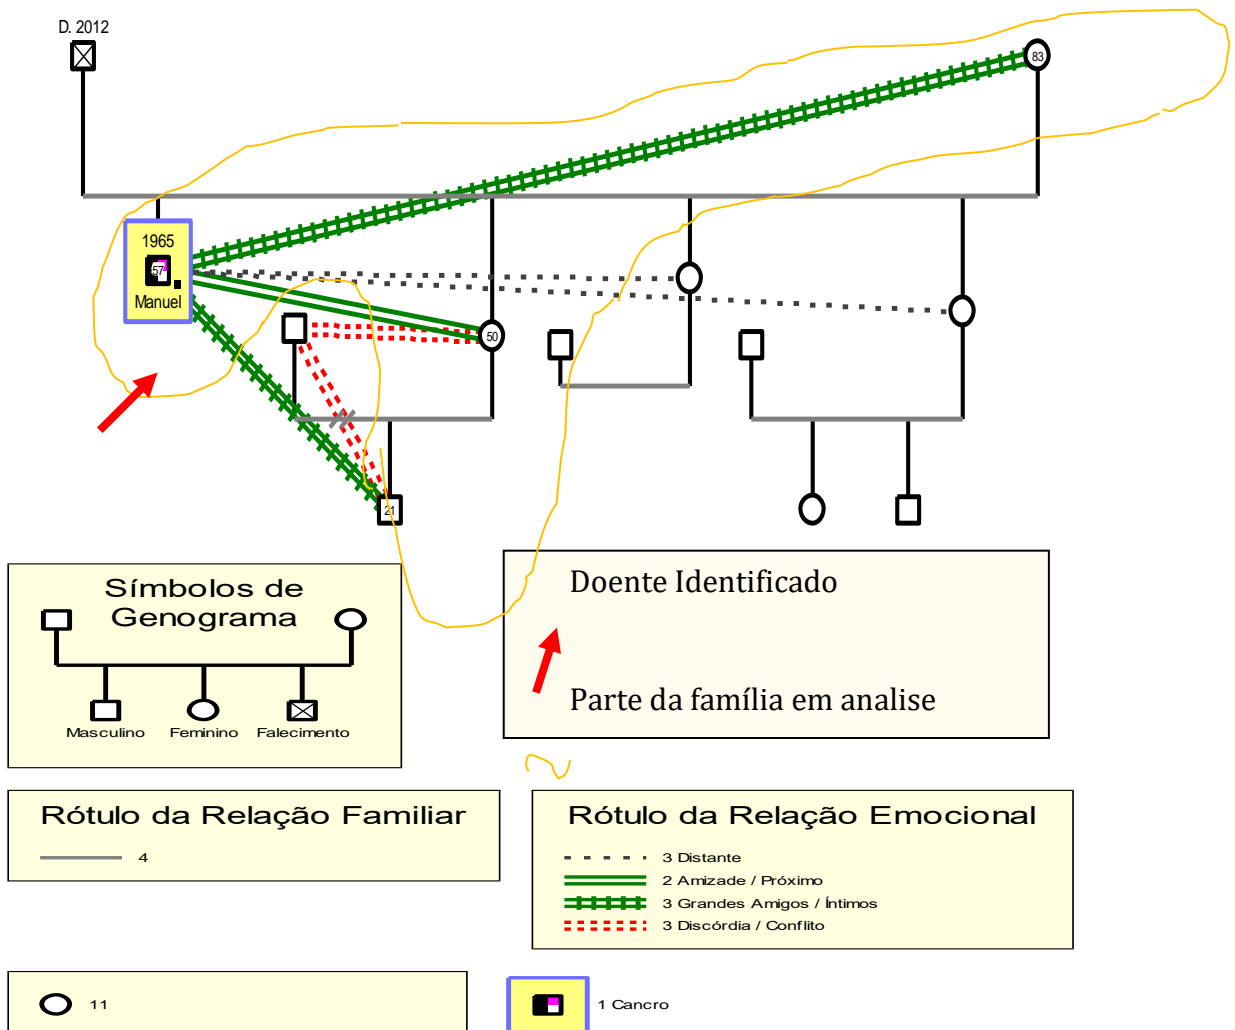 D. 2012
83
1965
57
Manuel
50
21
Símbolos de
Genograma
Masculino Feminino Falecimento
Doente Identificado
Parte da família em analise
Rótulo da Relação Familiar
4
Rótulo da Relação Emocional
3 Distante
2 Amizade / Próximo
3 Grandes Amigos / Íntimos
3 Discórdia / Conflito
11
1 Cancro